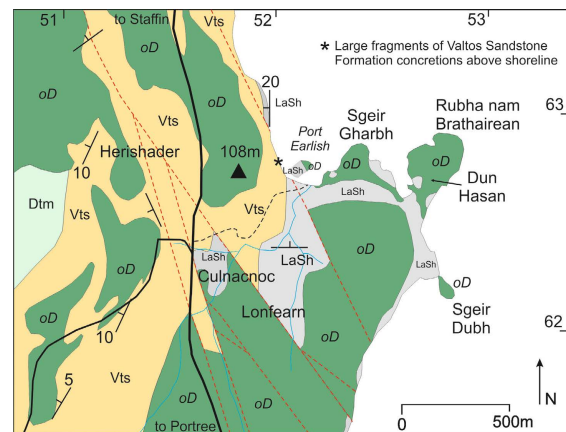 51
52
53
to Staffin
Vts
oD
* Large fragments of Valtos Sandstone
Formation concretions above shoreline
20
LaSh
oD
oD
oD
Vts
63
Port
Earlish
Sgeir
Gharbh
Rubha nam
Brathairean
Herishader
10
108m
*
LaSh
oD
Dun
Hasan
LaSh
Dtm
Vts
Vts
oD
oD
LaSh
Culnacnoc
LaSh
LaSh
oD
Lonfearn
oD
Sgeir
Dubh
62
10
5
Vts
oD
oD
to Portree
0
500m
N